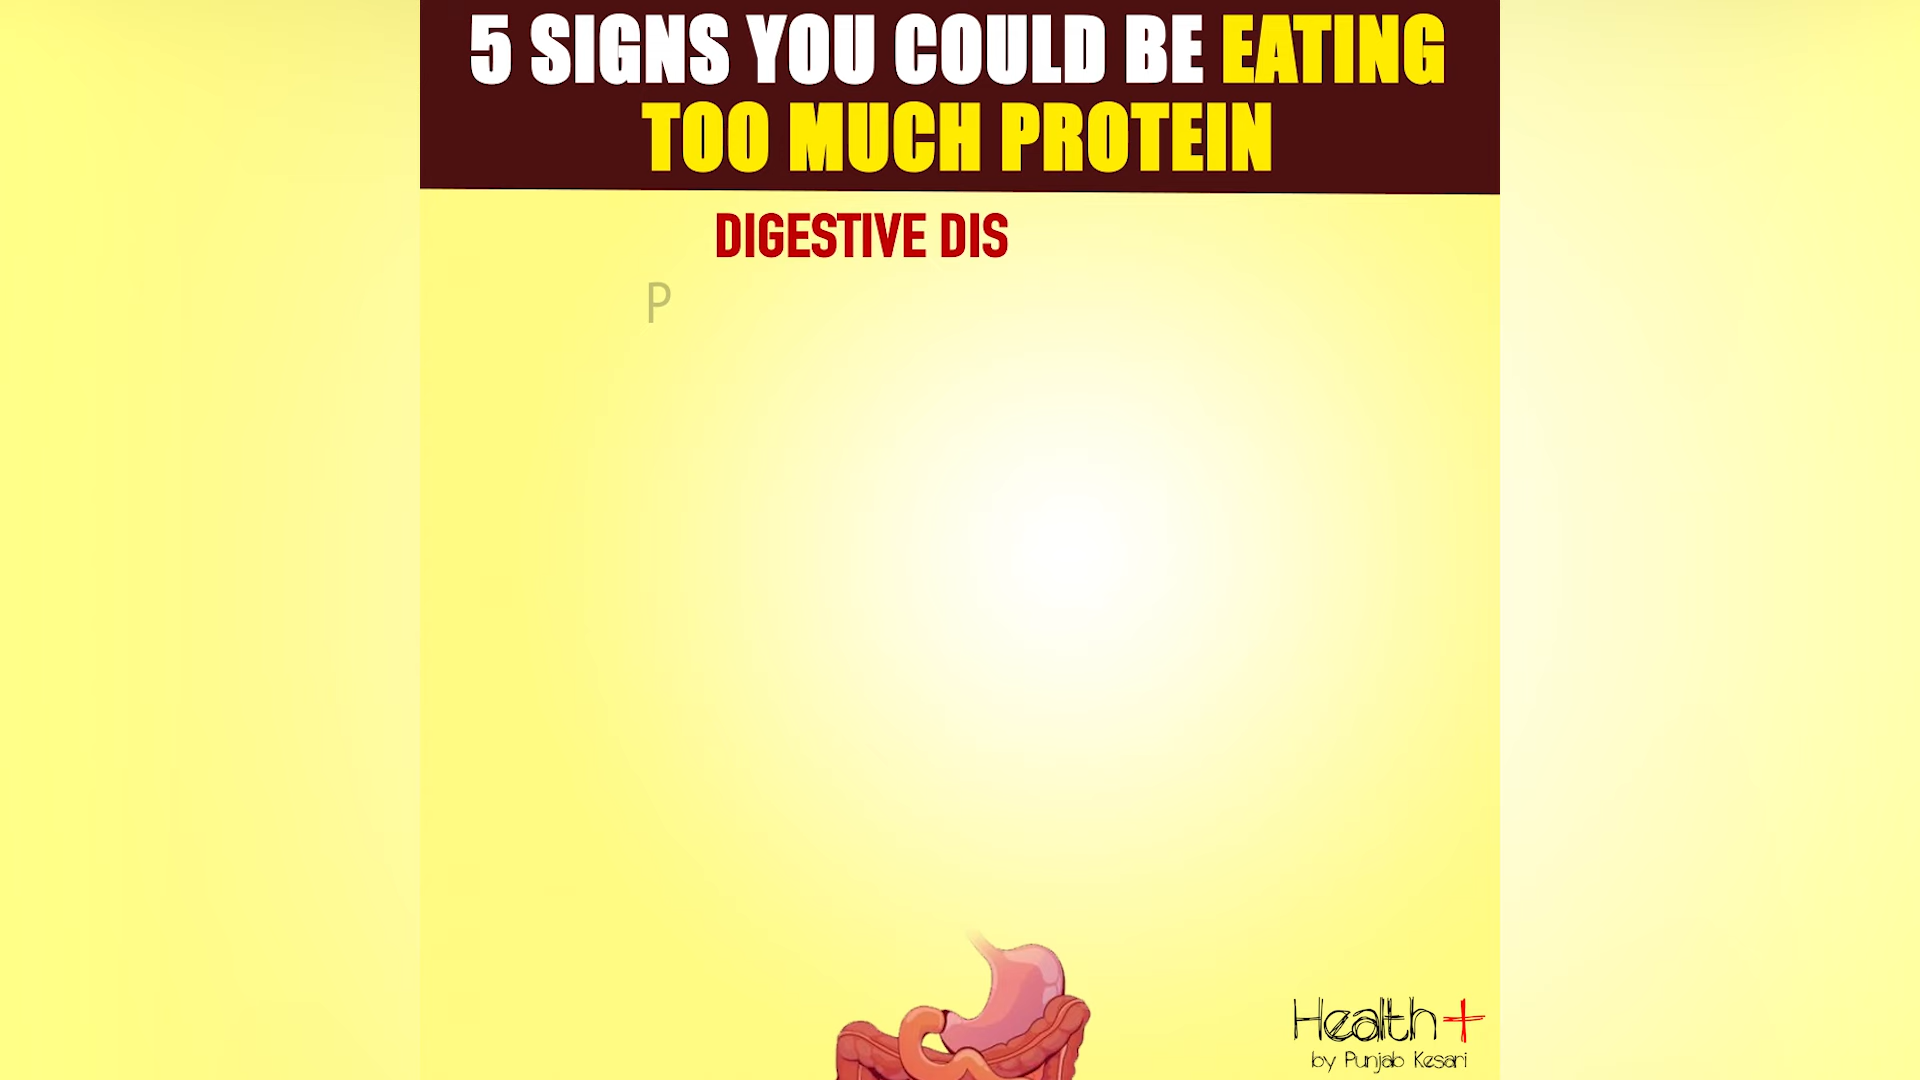 5 SIGNS YOU COULD BE EATING
TOO MUCH PROTEIN
DIGESTIVE DIS
P
Health+
by Punjab Kesari